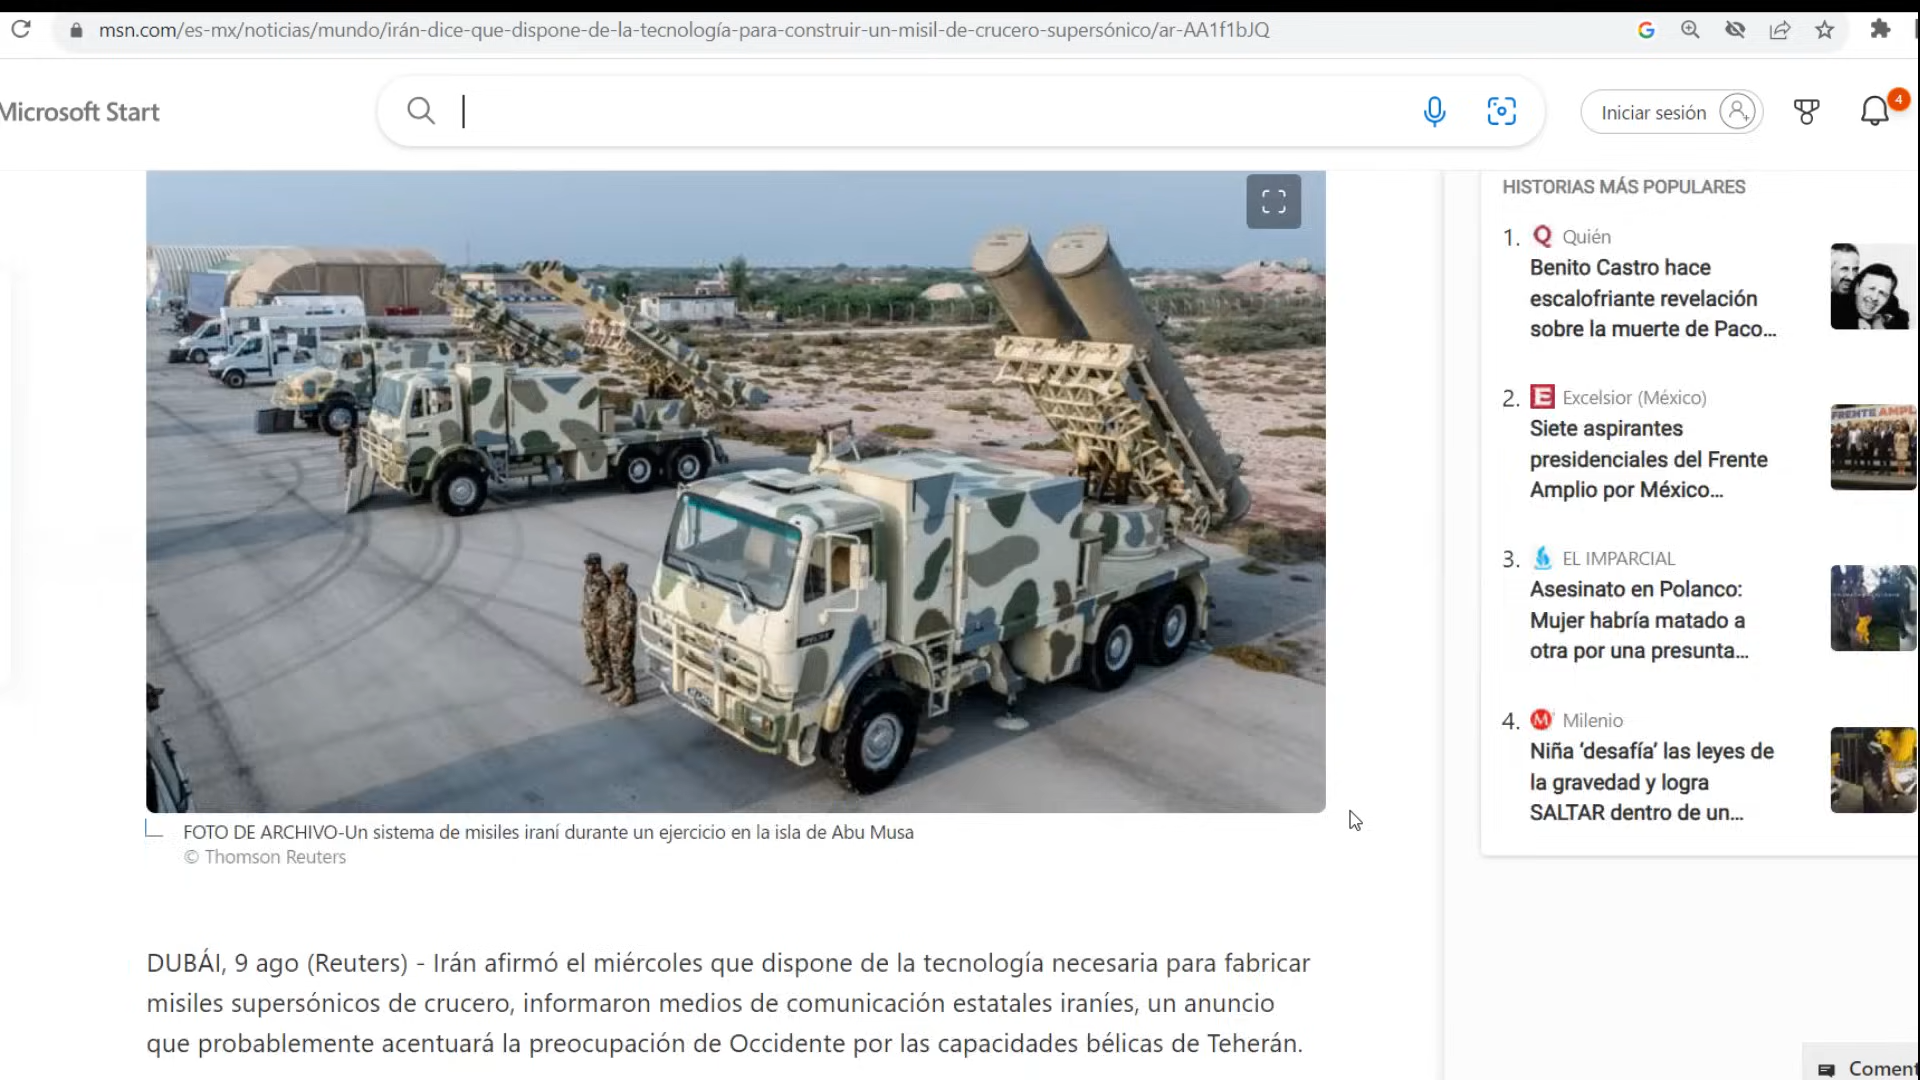 msn.com/es-mx/noticias/mundo/irán-dice-que-dispone-de-la-tecnología-para-construir-un-misil-de-crucero-supersónico/ar-AA1f1bJQ
Microsoft Start
Iniciar sesión
4
HISTORIAS MÁS POPULARES
1. Quién
Benito Castro hace
escalofriante revelación
sobre la muerte de Paco...
2. Excelsior (México)
Siete aspirantes
presidenciales del Frente
Amplio por México...
FRENTE AMPL
3. EL IMPARCIAL
Asesinato en Polanco:
Mujer habría matado a
otra por una presunta...
4. Milenio
Niña ‘desafía’ las leyes de
la gravedad y logra
SALTAR dentro de un...
FOTO DE ARCHIVO-Un sistema de misiles iraní durante un ejercicio en la isla de Abu Musa
© Thomson Reuters
DUBÁI, 9 ago (Reuters) - Irán afirmó el miércoles que dispone de la tecnología necesaria para fabricar
misiles supersónicos de crucero, informaron medios de comunicación estatales iraníes, un anuncio
que probablemente acentuará la preocupación de Occidente por las capacidades bélicas de Teherán.
Coment